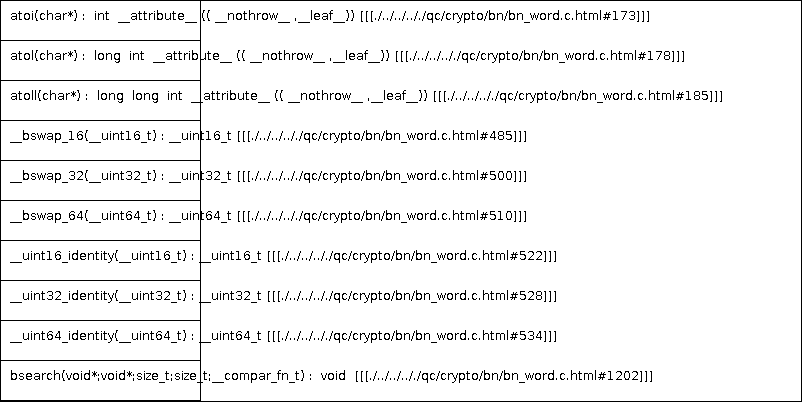 atoi(char*) : int __attribute__ (( __nothrow__ ,__leaf__)) [[[./../../././qc/crypto/bn/bn_word.c.html#173]]]
atol(char*) : long int __attribute__ (( __nothrow__ ,__leaf__)) [[[./../../././qc/crypto/bn/bn_word.c.html#178]]]
atoll(char*) : long long int __attribute__ (( __nothrow__ ,__leaf__)) [[[./../../././qc/crypto/bn/bn_word.c.html#185]]]
__bswap_16(__uint16_t) : __uint16_t [[[./../../././qc/crypto/bn/bn_word.c.html#485]]]
__bswap_32(__uint32_t) : __uint32_t [[[./../../././qc/crypto/bn/bn_word.c.html#500]]]
__bswap_64(__uint64_t) : __uint64_t [[[./../../././qc/crypto/bn/bn_word.c.html#510]]]
__uint16_identity(__uint16_t) : __uint16_t [[[./../../././qc/crypto/bn/bn_word.c.html#522]]]
__uint32_identity(__uint32_t) : __uint32_t [[[./../../././qc/crypto/bn/bn_word.c.html#528]]]
__uint64_identity(__uint64_t) : __uint64_t [[[./../../././qc/crypto/bn/bn_word.c.html#534]]]
bsearch(void*;void*;size_t;size_t;__compar_fn_t) : void [[[./../../././qc/crypto/bn/bn_word.c.html#1202]]]